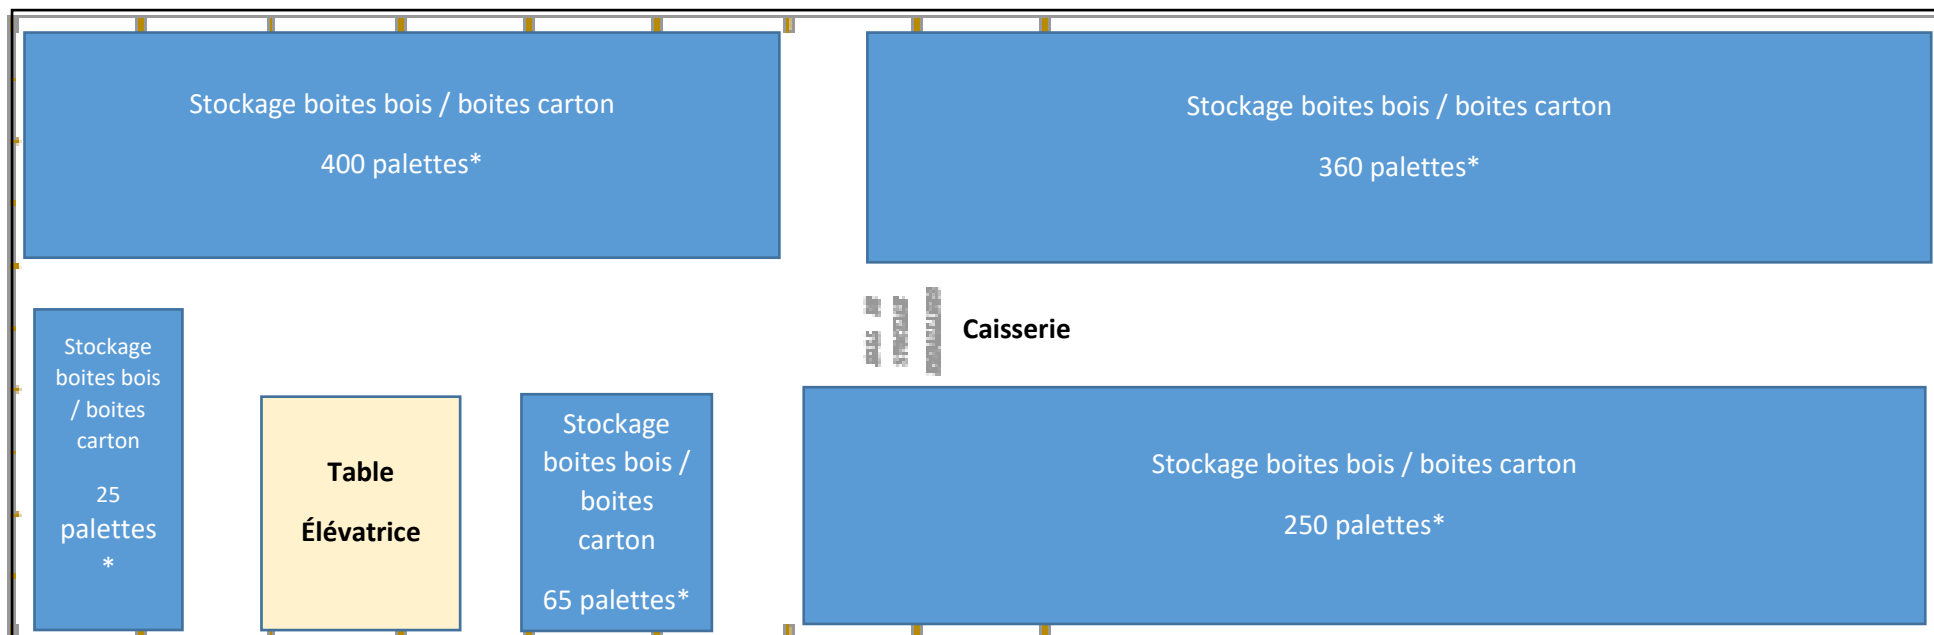 Stockage boites bois / boites carton
400 palettes*
Stockage boites bois / boites carton
360 palettes*
Caisserie
Stockage
boites bois
/ boites
carton
25
palettes
*
Table
Élévatrice
Stockage
boites bois /
boites
carton
65 palettes*
Stockage boites bois / boites carton
250 palettes*